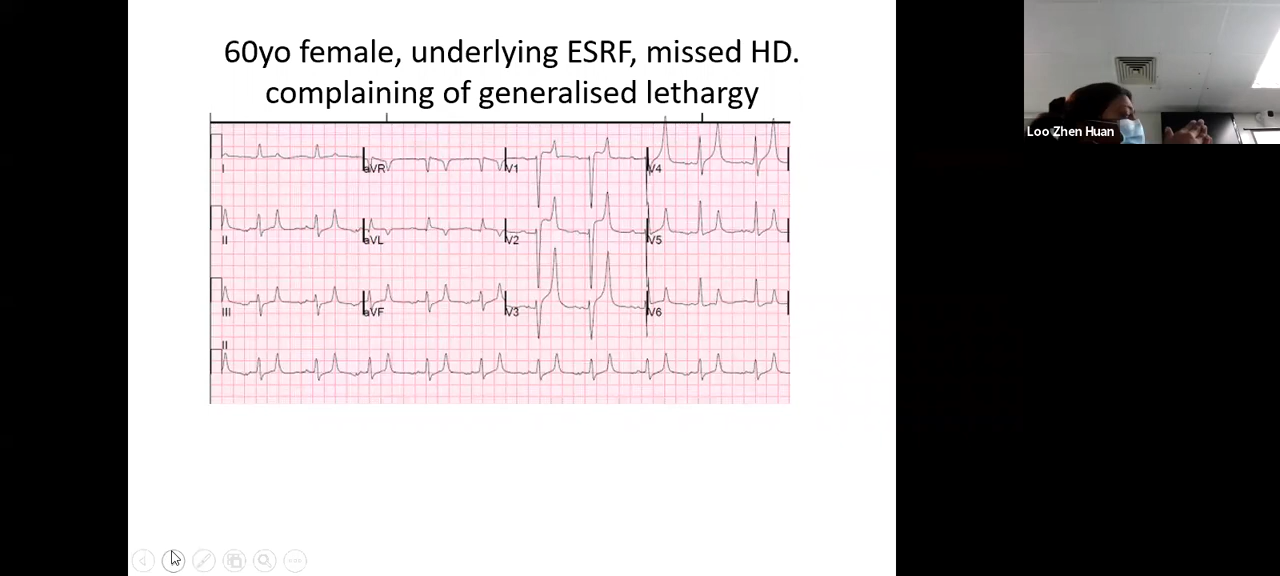 60yo female, underlying ESRF, missed HD.
complaining of generalised lethargy
I
aVR
V1
V4
II
aVL
V2
V5
III
aVF
V3
V6
II
Loo Zhen Huan